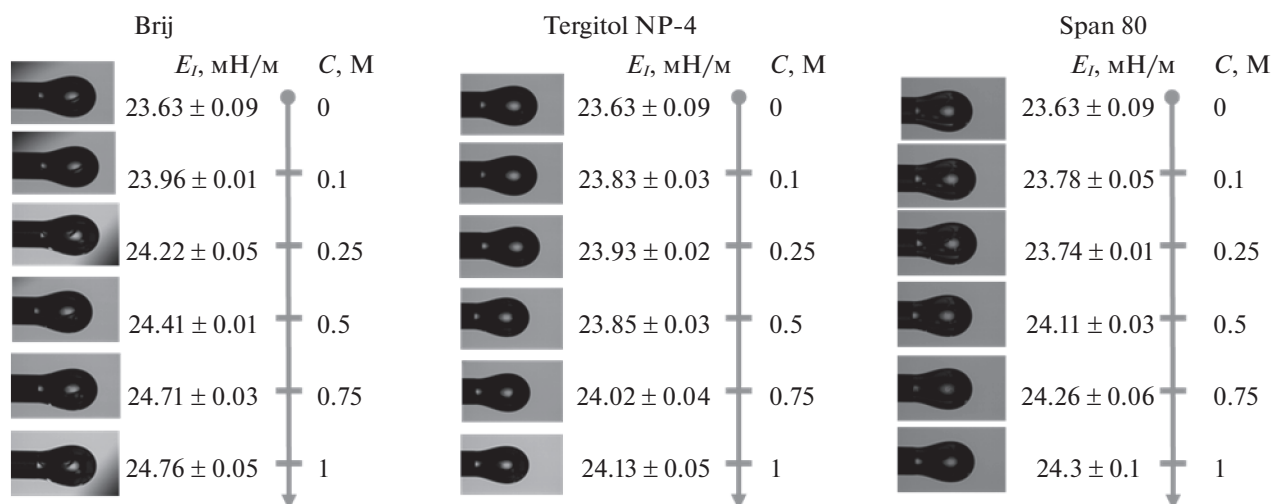 Brij
Tergitol NP-4
Span 80
E_I, мН/м C, M
23.63 ± 0.09 0
23.96 ± 0.01 0.1
24.22 ± 0.05 0.25
24.41 ± 0.01 0.5
24.71 ± 0.03 0.75
24.76 ± 0.05 1
E_I, мН/м C, M
23.63 ± 0.09 0
23.83 ± 0.03 0.1
23.93 ± 0.02 0.25
23.85 ± 0.03 0.5
24.02 ± 0.04 0.75
24.13 ± 0.05 1
E_I, мН/м C, M
23.63 ± 0.09 0
23.78 ± 0.05 0.1
23.74 ± 0.01 0.25
24.11 ± 0.03 0.5
24.26 ± 0.06 0.75
24.3 ± 0.1 1